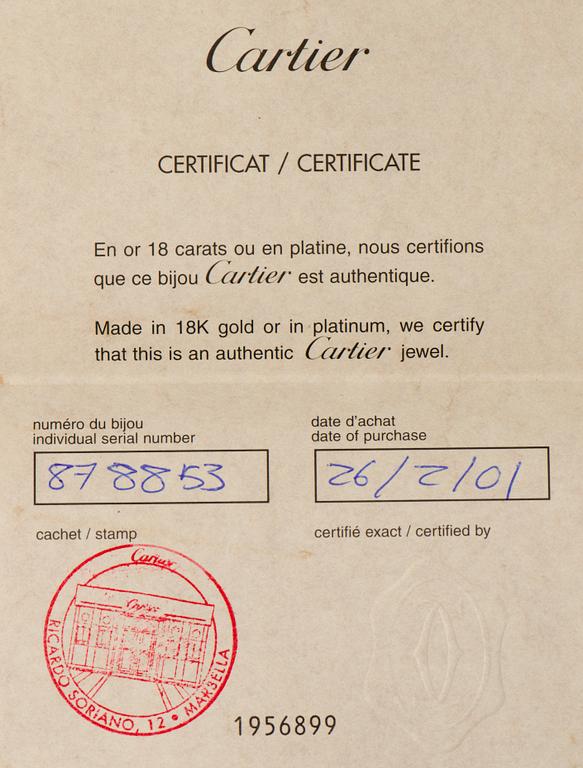 Cartier
CERTIFICAT / CERTIFICATE
En or 18 carats ou en platine, nous certifions
que ce bijou Cartier est authentique.
Made in 18K gold or in platinum, we certify
that this is an authentic Cartier jewel.
numéro du bijou
individual serial number
878853
date d'achat
date of purchase
26/2/01
cachet / stamp
certifié exact / certified by
Cartier
Cartier
RICARDO SORIANO, 12 • MARBELLA
1956899